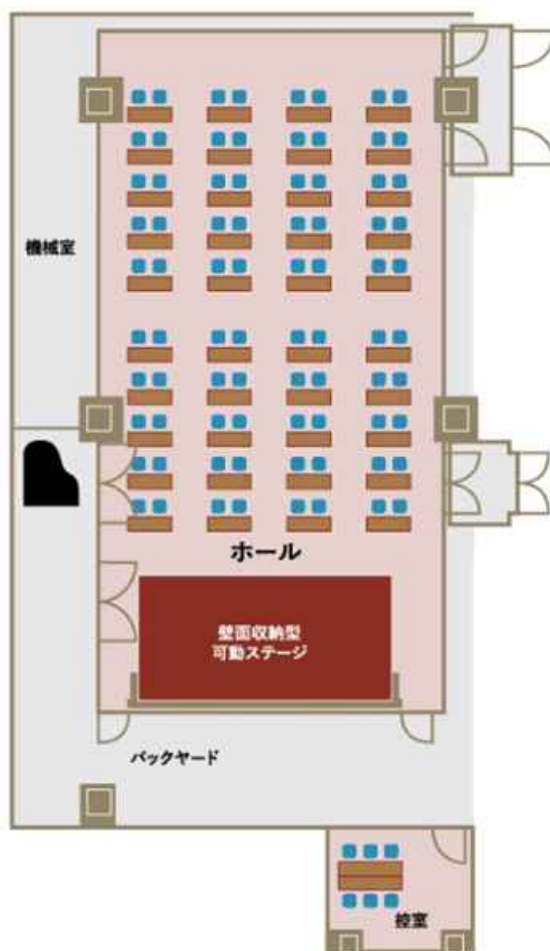 機械室
ホール
壁面収納型
可動ステージ
バックヤード
控室